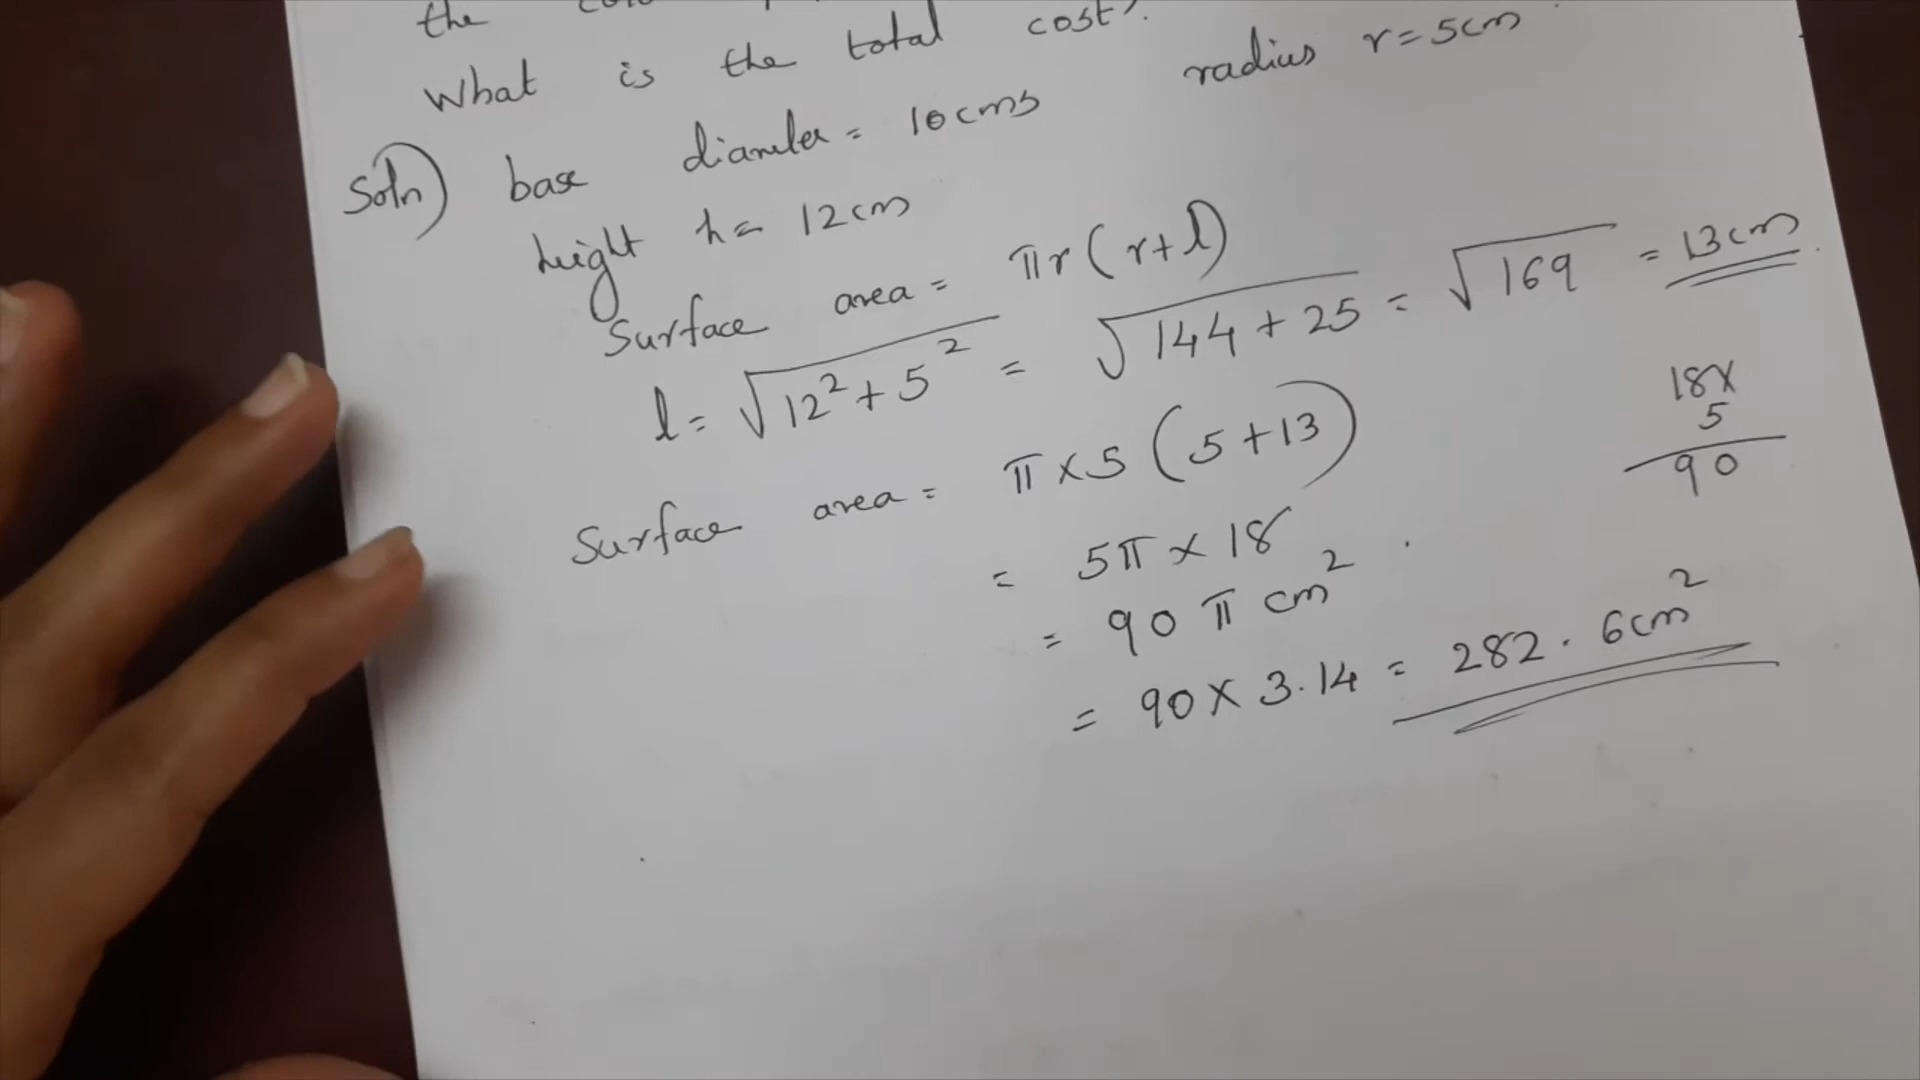 the
What is the total cost?
Soln) base diameter = 10cms radius r=5cm
height h= 12cm
Surface area = πr(r+l)
l= √12²+5² = √144+25 = √169 = 13cm
Surface area = π×5(5+13)
18×
5
90
= 5π×18
= 90π cm²
= 90×3.14 = 282.6cm²